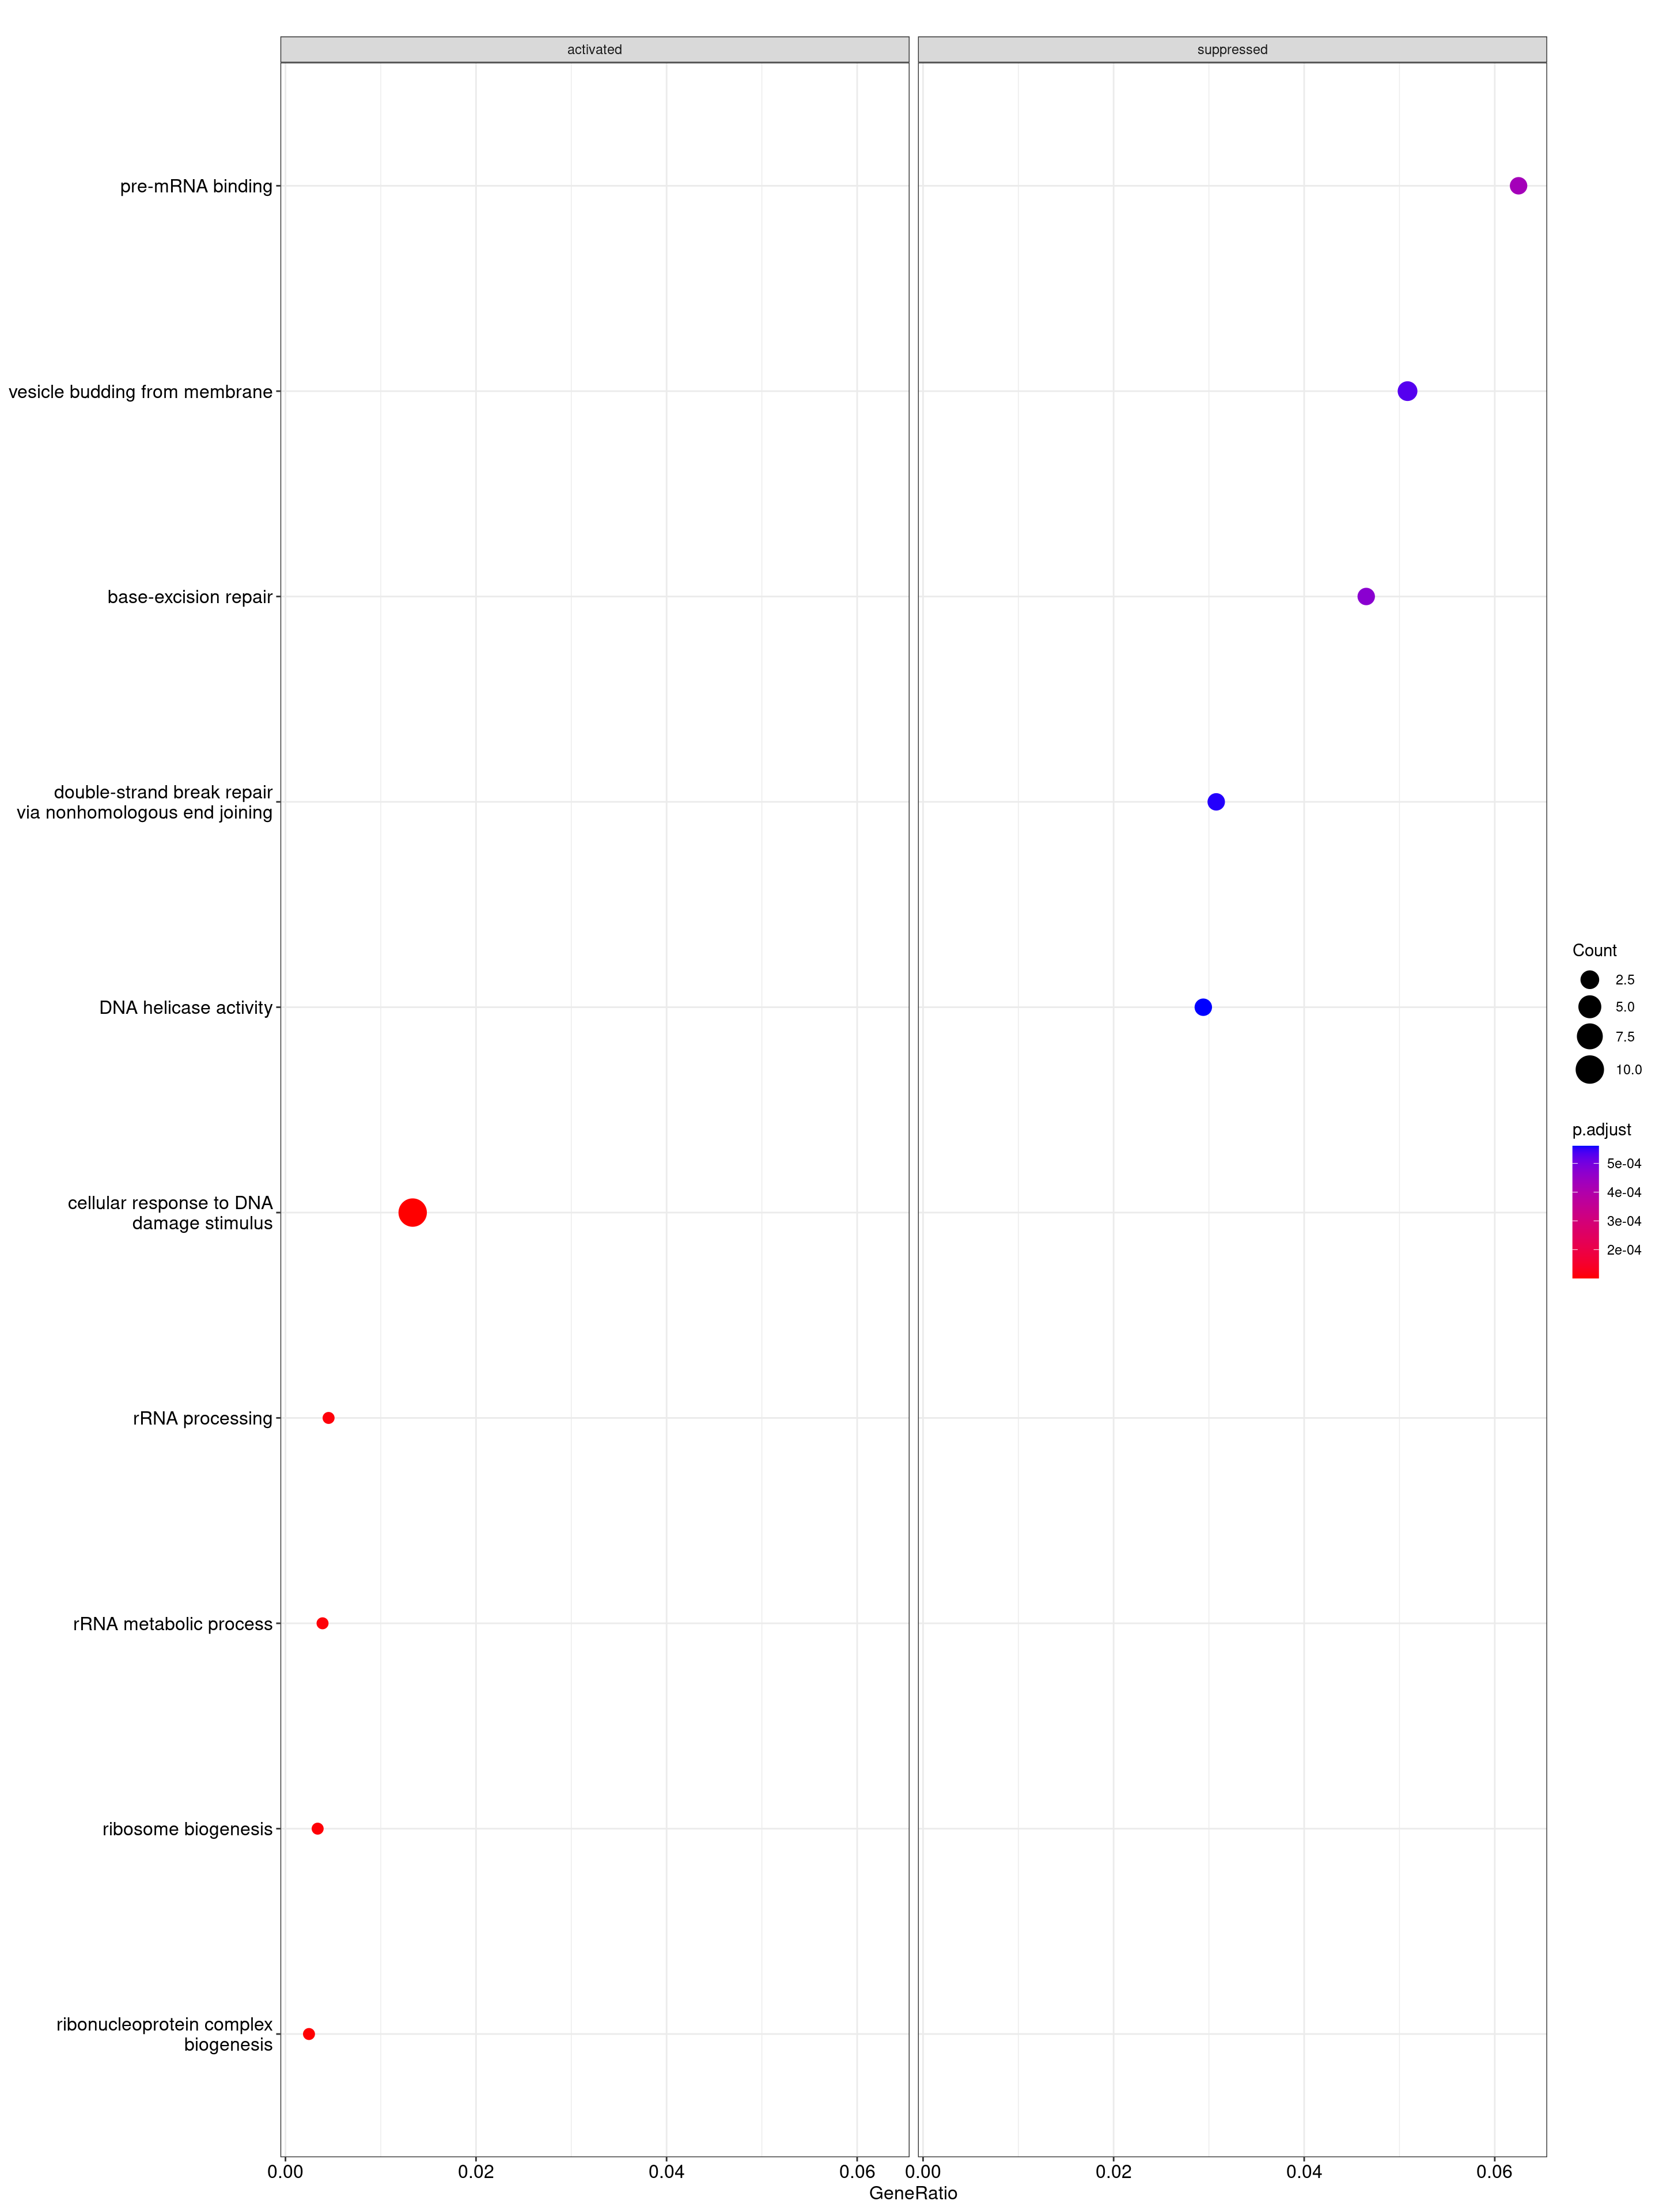 activated
suppressed
pre-mRNA binding
vesicle budding from membrane
base-excision repair
double-strand break repair
via nonhomologous end joining
DNA helicase activity
cellular response to DNA
damage stimulus
rRNA processing
rRNA metabolic process
ribosome biogenesis
ribonucleoprotein complex
biogenesis
0.00 0.02 0.04 0.06 0.00 0.02 0.04 0.06
GeneRatio
Count
2.5
5.0
7.5
10.0
p.adjust
5e-04
4e-04
3e-04
2e-04